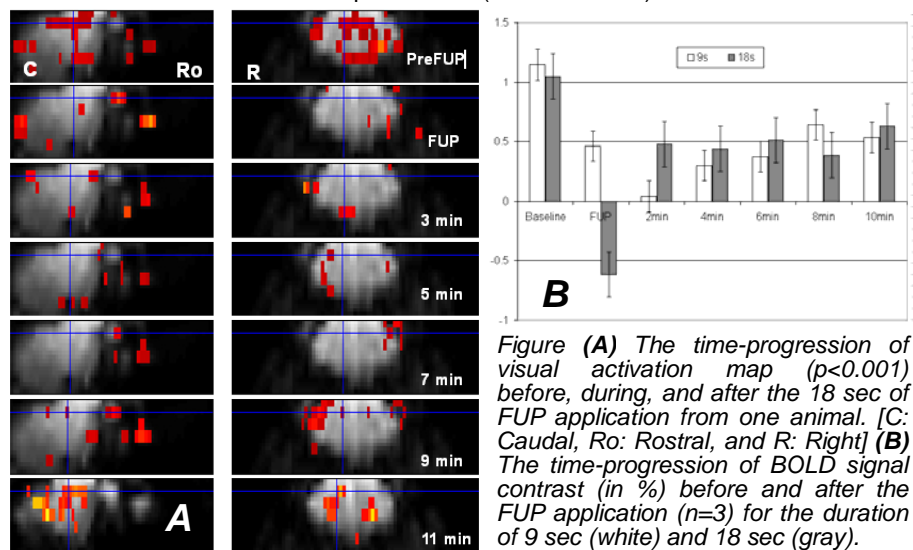 C
Ro
R
PreFUP
FUP
3 min
5 min
7 min
9 min
11 min
A
1.5
1
0.5
0
-0.5
-1
9s 18s
Baseline FUP 2min 4min 6min 8min 10min
B
Figure (A) The time-progression of
visual activation map (p<0.001)
before, during, and after the 18 sec of
FUP application from one animal. [C:
Caudal, Ro: Rostral, and R: Right] (B)
The time-progression of BOLD signal
contrast (in %) before and after the
FUP application (n=3) for the duration
of 9 sec (white) and 18 sec (gray).